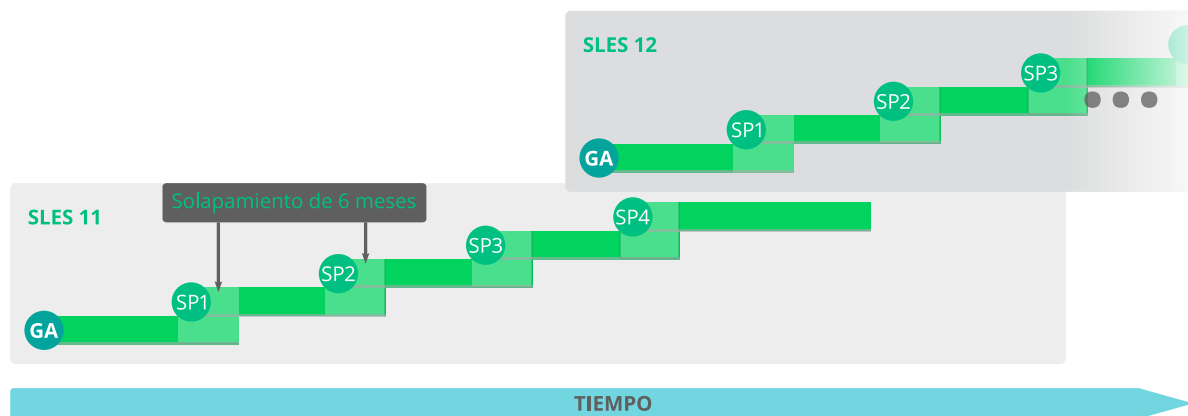 SLES 12
SP3
SP2
SP1
GA
SLES 11
Solapamiento de 6 meses
SP4
SP3
SP2
SP1
GA
TIEMPO